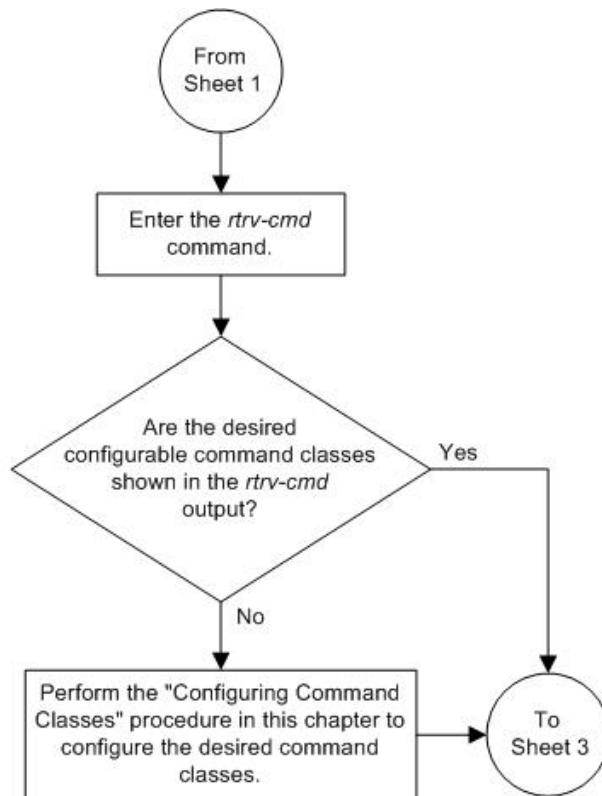 From
Sheet 1
Enter the rtrv-cmd
command.
Are the desired
configurable command classes
shown in the rtrv-cmd
output?
Yes
No
Perform the "Configuring Command
Classes" procedure in this chapter to
configure the desired command
classes.
To
Sheet 3